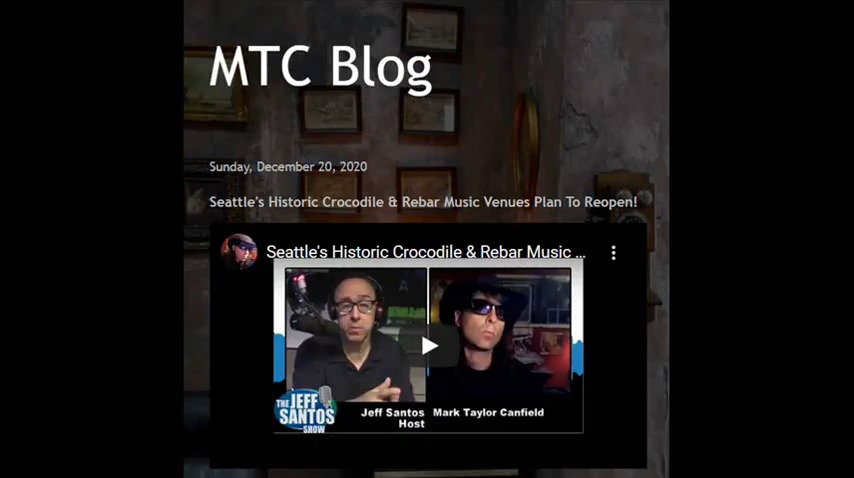 MTC Blog
Sunday, December 20, 2020
Seattle's Historic Crocodile & Rebar Music Venues Plan To Reopen!
Seattle's Historic Crocodile & Rebar Music ...
THE
JEFF
SANTOS
SHOW
Jeff Santos
Host
Mark Taylor Canfield